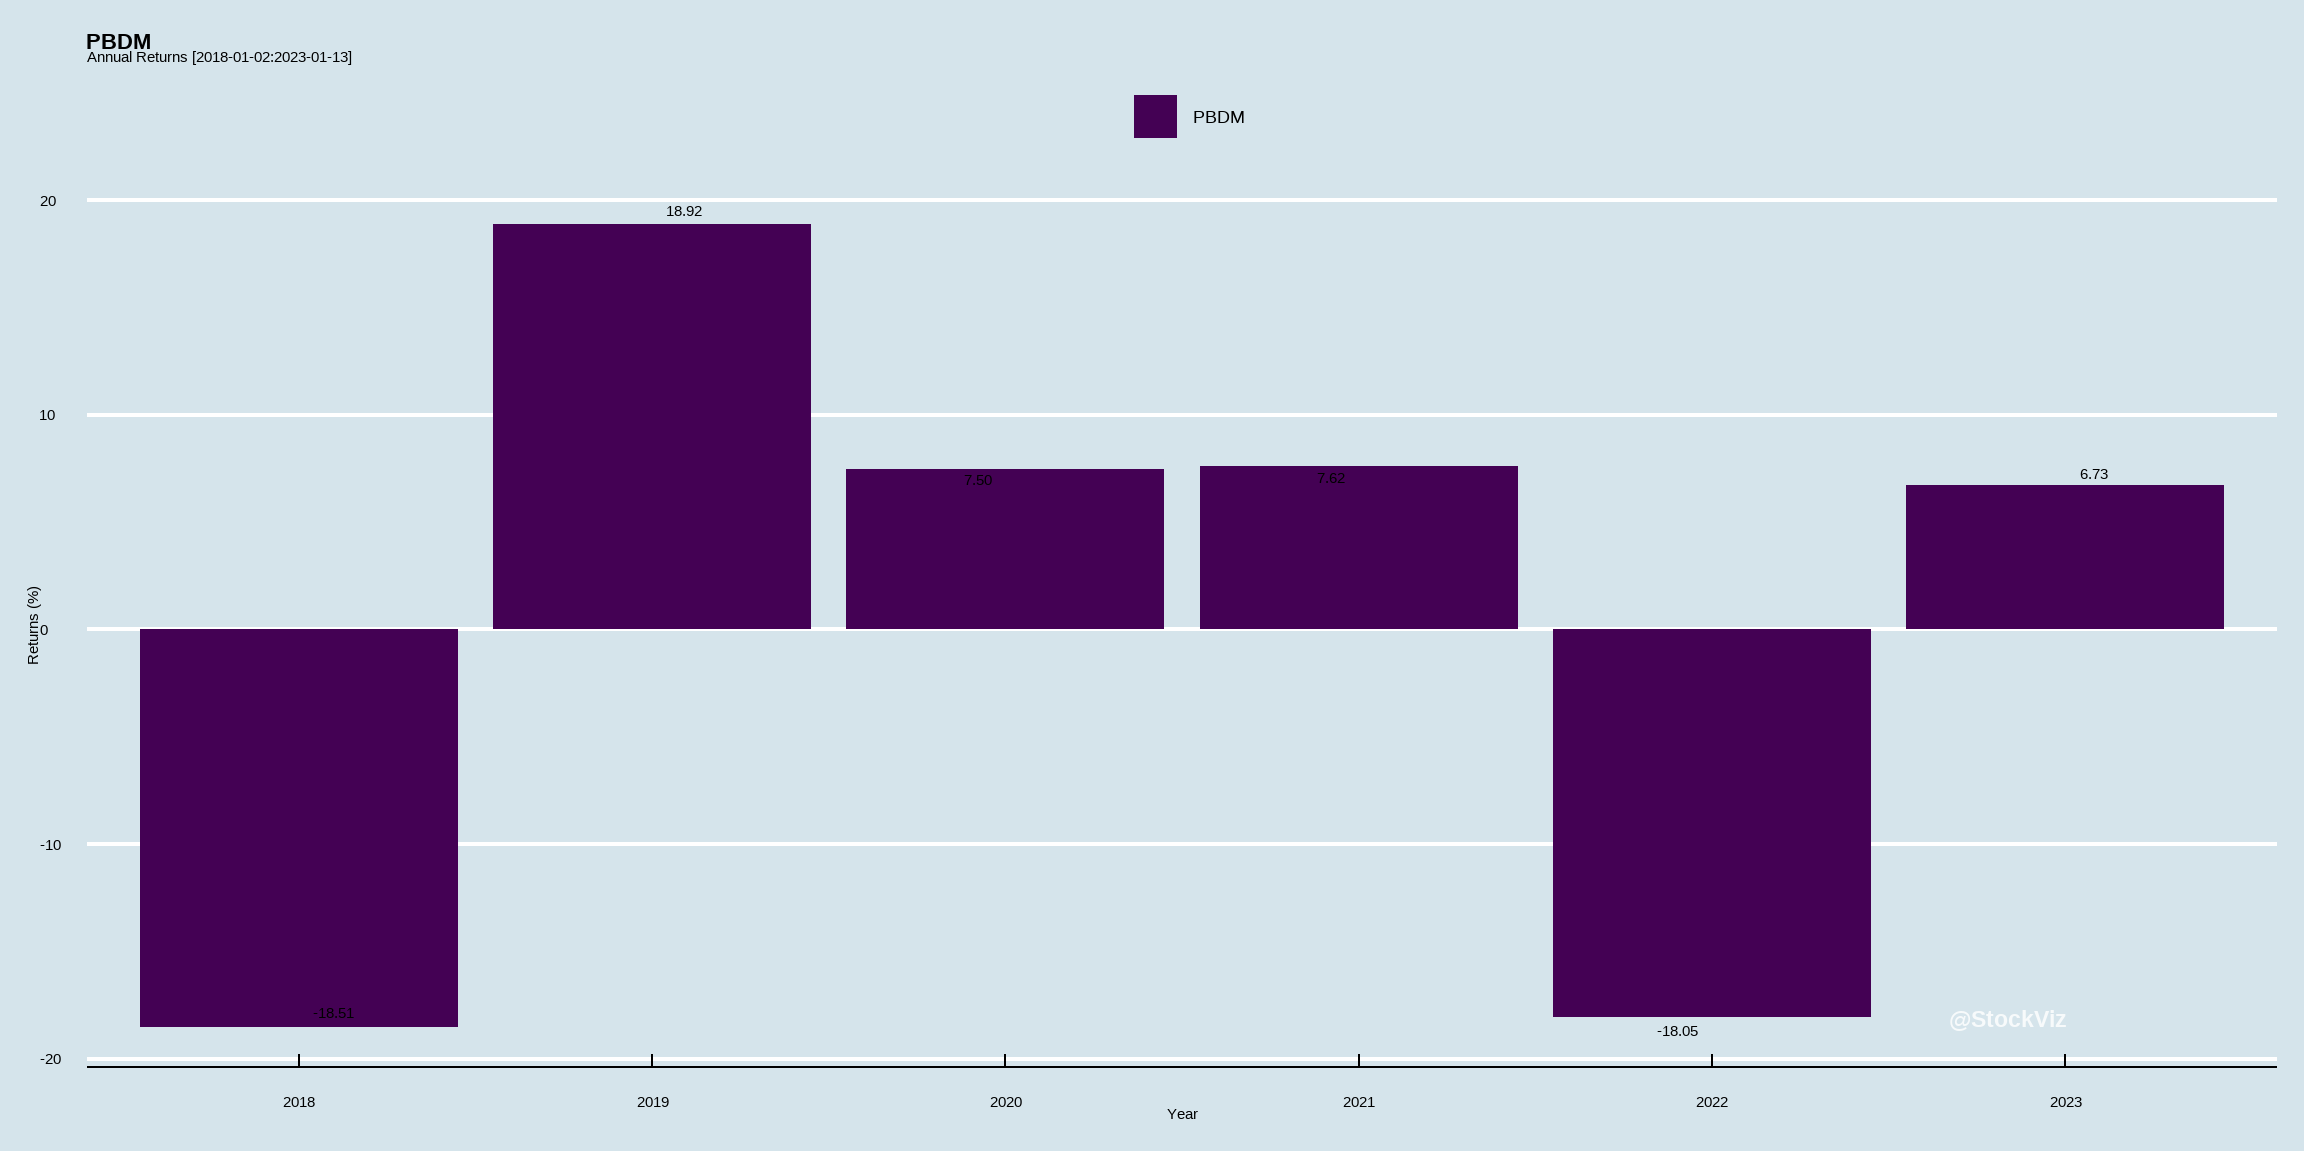 PBDM
Annual Returns [2018-01-02:2023-01-13]
PBDM
20
18.92
10
7.50
7.62
6.73
Returns (%)
0
-10
-18.51
-18.05
@StockViz
-20
2018
2019
2020
2021
2022
2023
Year